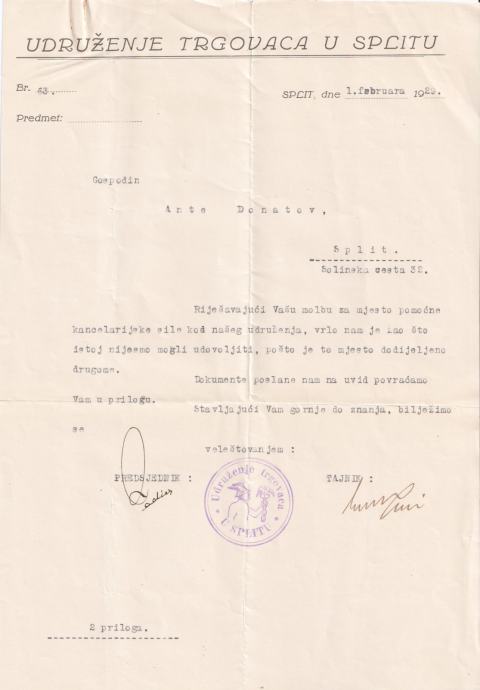 UDRUŽENJE TRGOVACA U SPLITU
Br. 63.
SPLIT, dne 1.februara 1929.
Predmet:
Gospodin
Ante Donatov,
Split.
Solinska cesta 32.
Riješavajući Vašu molbu za mjesto pomoćne
kancelarijske sile kod našeg udruženja, vrlo nam je žao što
istoj nijesmo mogli udovoljiti, pošto je to mjesto dodijeljeno
drugome.
Dokumente poslane nam na uvid povraćamo
Vam u prilogu.
Stavljajući Vam gornje do znanja, bilježimo
se
veleštovanjem :
PREDSJEDNIK :
TAJNIK :
Udruženje trgovaca
U SPLITU
2 priloga.